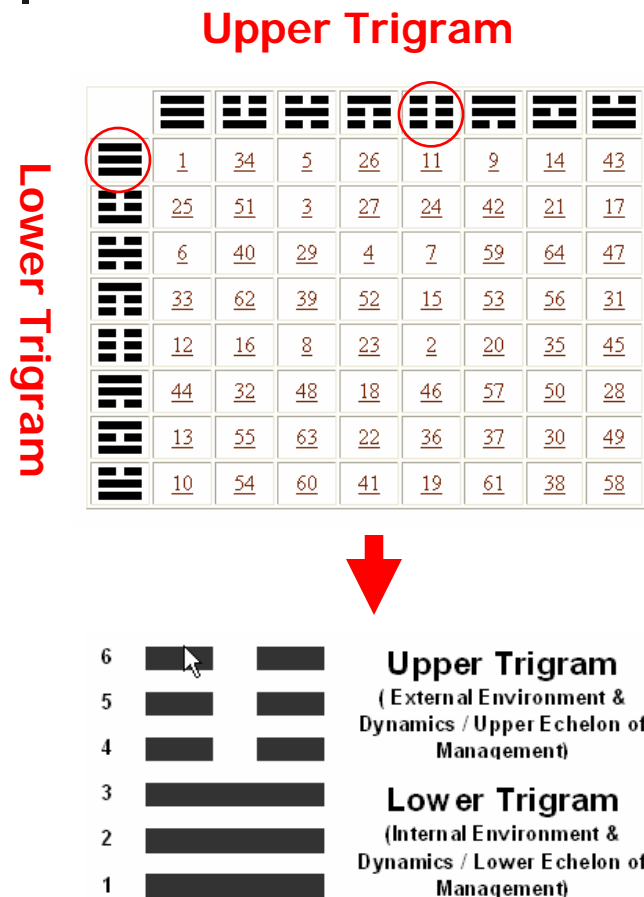 Upper Trigram
Lower Trigram
1 34 5 26 11 9 14 43
25 51 3 27 24 42 21 17
6 40 29 4 7 59 64 47
33 62 39 52 15 53 56 31
12 16 8 23 2 20 35 45
44 32 48 18 46 57 50 28
13 55 63 22 36 37 30 49
10 54 60 41 19 61 38 58
6
5
4
3
2
1
Upper Trigram
( External Environment &
Dynamics / Upper Echelon of
Management)
Lower Trigram
(Internal Environment &
Dynamics / Lower Echelon of
Management)